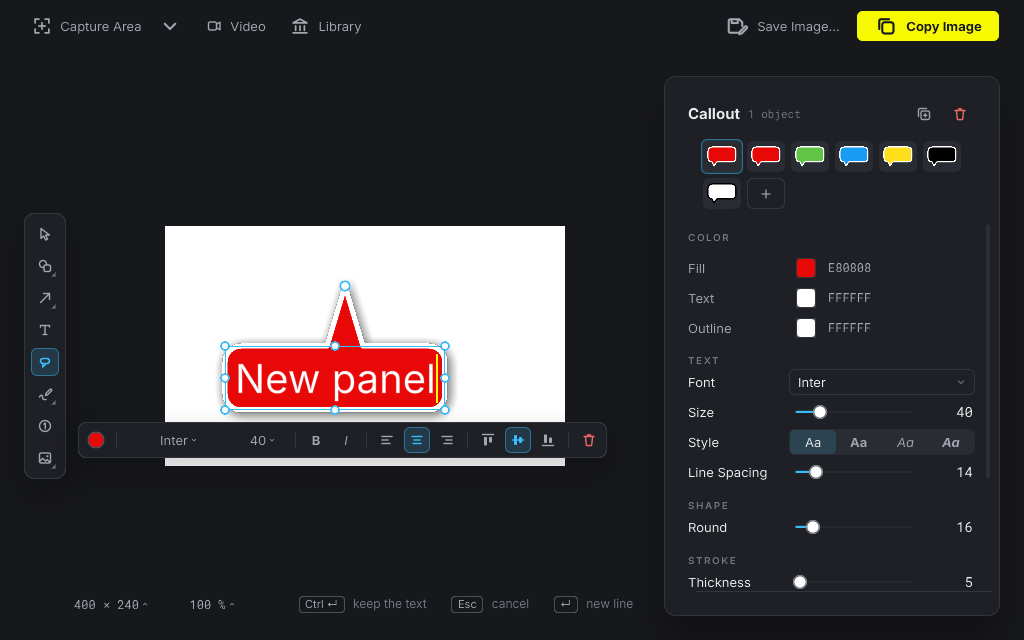 Capture Area
Video
Library
Save Image...
Copy Image
Callout 1 object
COLOR
Fill E80808
Text FFFFFF
Outline FFFFFF
TEXT
Font Inter
Size 40
Style Aa Aa Aa Aa
Line Spacing 14
SHAPE
Round 16
STROKE
Thickness 5
New panel
Inter 40 B I
400 × 240
100 %
Ctrl ↵ keep the text
Esc cancel
↵ new line